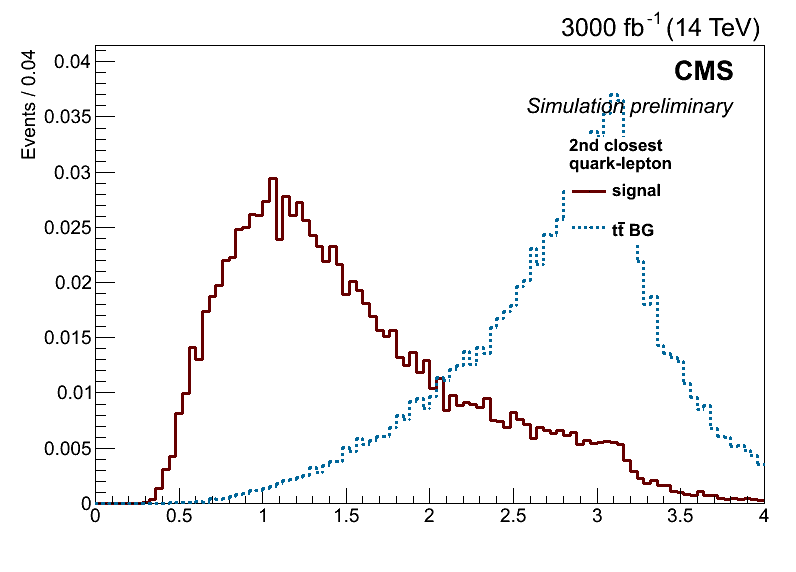 3000 fb⁻¹ (14 TeV)
Events / 0.04
CMS
Simulation preliminary
2nd closest
quark-lepton
signal
tt̄ BG
0.04
0.035
0.03
0.025
0.02
0.015
0.01
0.005
0
0 0.5 1 1.5 2 2.5 3 3.5 4